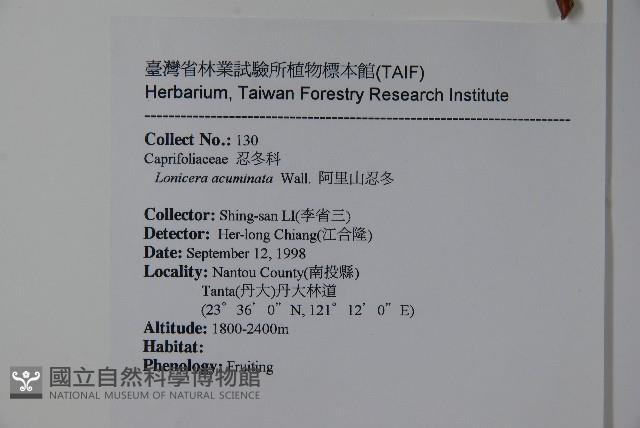 臺灣省林業試驗所植物標本館(TAIF)
Herbarium, Taiwan Forestry Research Institute
--------------------------------------------------------------------------------
Collect No.: 130
Caprifoliaceae 忍冬科
Lonicera acuminata Wall. 阿里山忍冬
Collector: Shing-san LI(李省三)
Detector: Her-long Chiang(江合隆)
Date: September 12, 1998
Locality: Nantou County(南投縣)
Tanta(丹大)丹大林道
(23° 36′ 0″ N, 121° 12′ 0″ E)
Altitude: 1800-2400m
Habitat:
Phenology: Fruiting
國立自然科學博物館
NATIONAL MUSEUM OF NATURAL SCIENCE